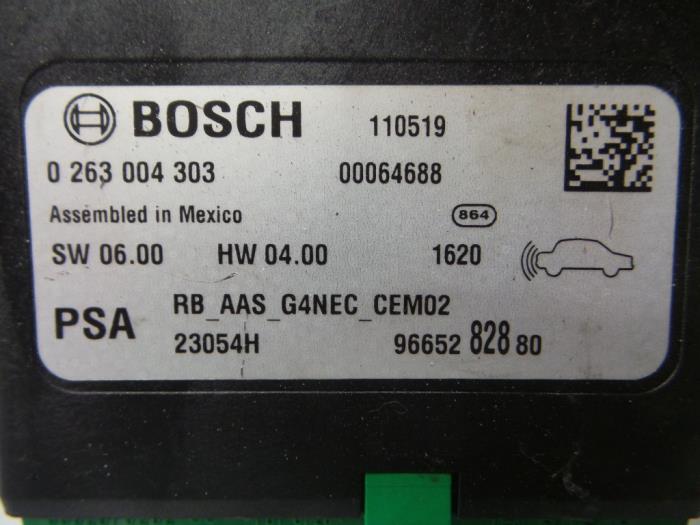 BOSCH 110519
0 263 004 303 00064688
Assembled in Mexico 864
SW 06.00 HW 04.00 1620
PSA RB_AAS_G4NEC_CEM02
23054H 96652 828 80